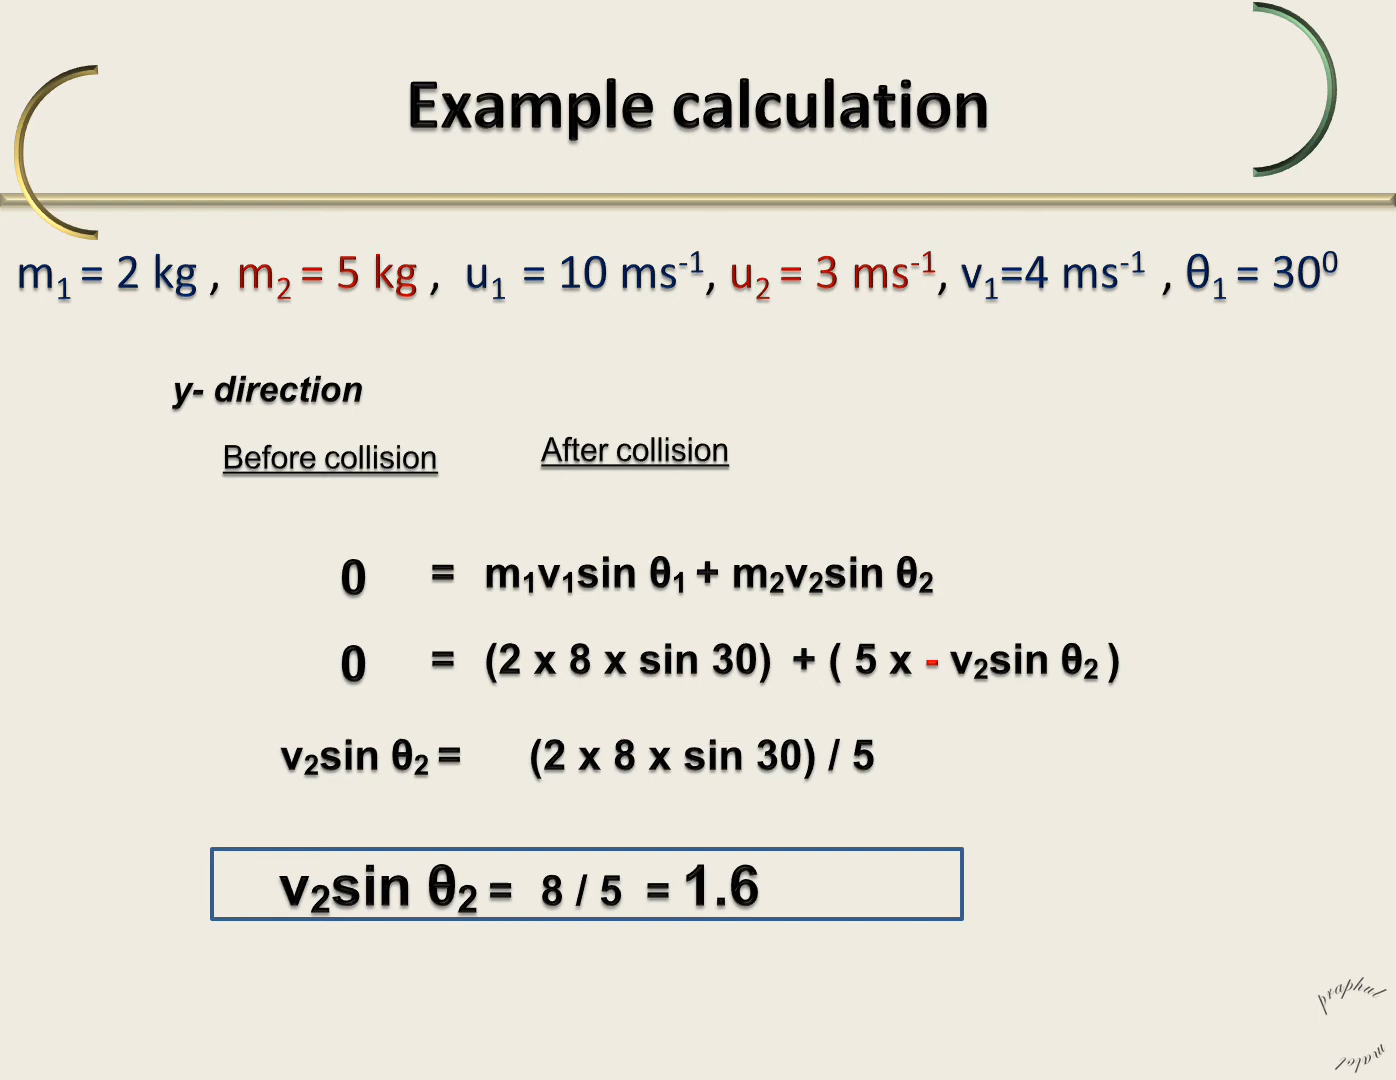 Example calculation
m₁ = 2 kg , m₂ = 5 kg , u₁ = 10 ms⁻¹, u₂ = 3 ms⁻¹, v₁=4 ms⁻¹ , θ₁ = 30⁰
y- direction
Before collision After collision
0 = m₁v₁sin θ₁ + m₂v₂sin θ₂
0 = (2 x 8 x sin 30) + ( 5 x - v₂sin θ₂ )
v₂sin θ₂ = (2 x 8 x sin 30) / 5
v₂sin θ₂ = 8 / 5 = 1.6
praphul